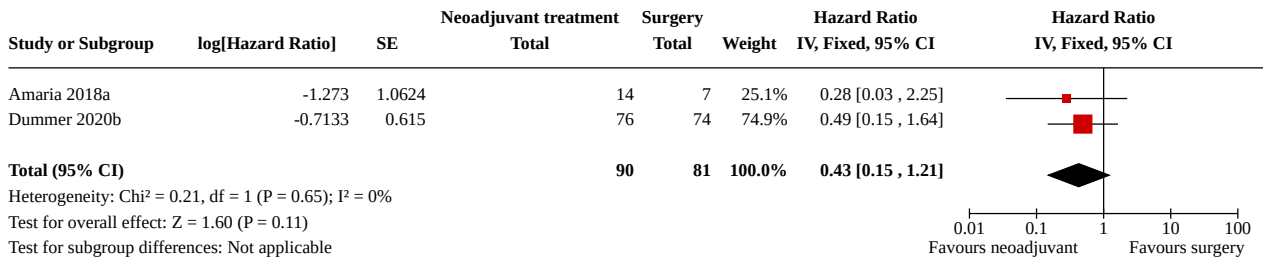 Neoadjuvant treatment Surgery Hazard Ratio Hazard Ratio
Study or Subgroup log[Hazard Ratio] SE Total Total Weight IV, Fixed, 95% CI IV, Fixed, 95% CI
Amaria 2018a -1.273 1.0624 14 7 25.1% 0.28 [0.03 , 2.25]
Dummer 2020b -0.7133 0.615 76 74 74.9% 0.49 [0.15 , 1.64]
Total (95% CI) 90 81 100.0% 0.43 [0.15 , 1.21]
Heterogeneity: Chi² = 0.21, df = 1 (P = 0.65); I² = 0%
Test for overall effect: Z = 1.60 (P = 0.11)
0.01 0.1 1 10 100
Test for subgroup differences: Not applicable
Favours neoadjuvant Favours surgery